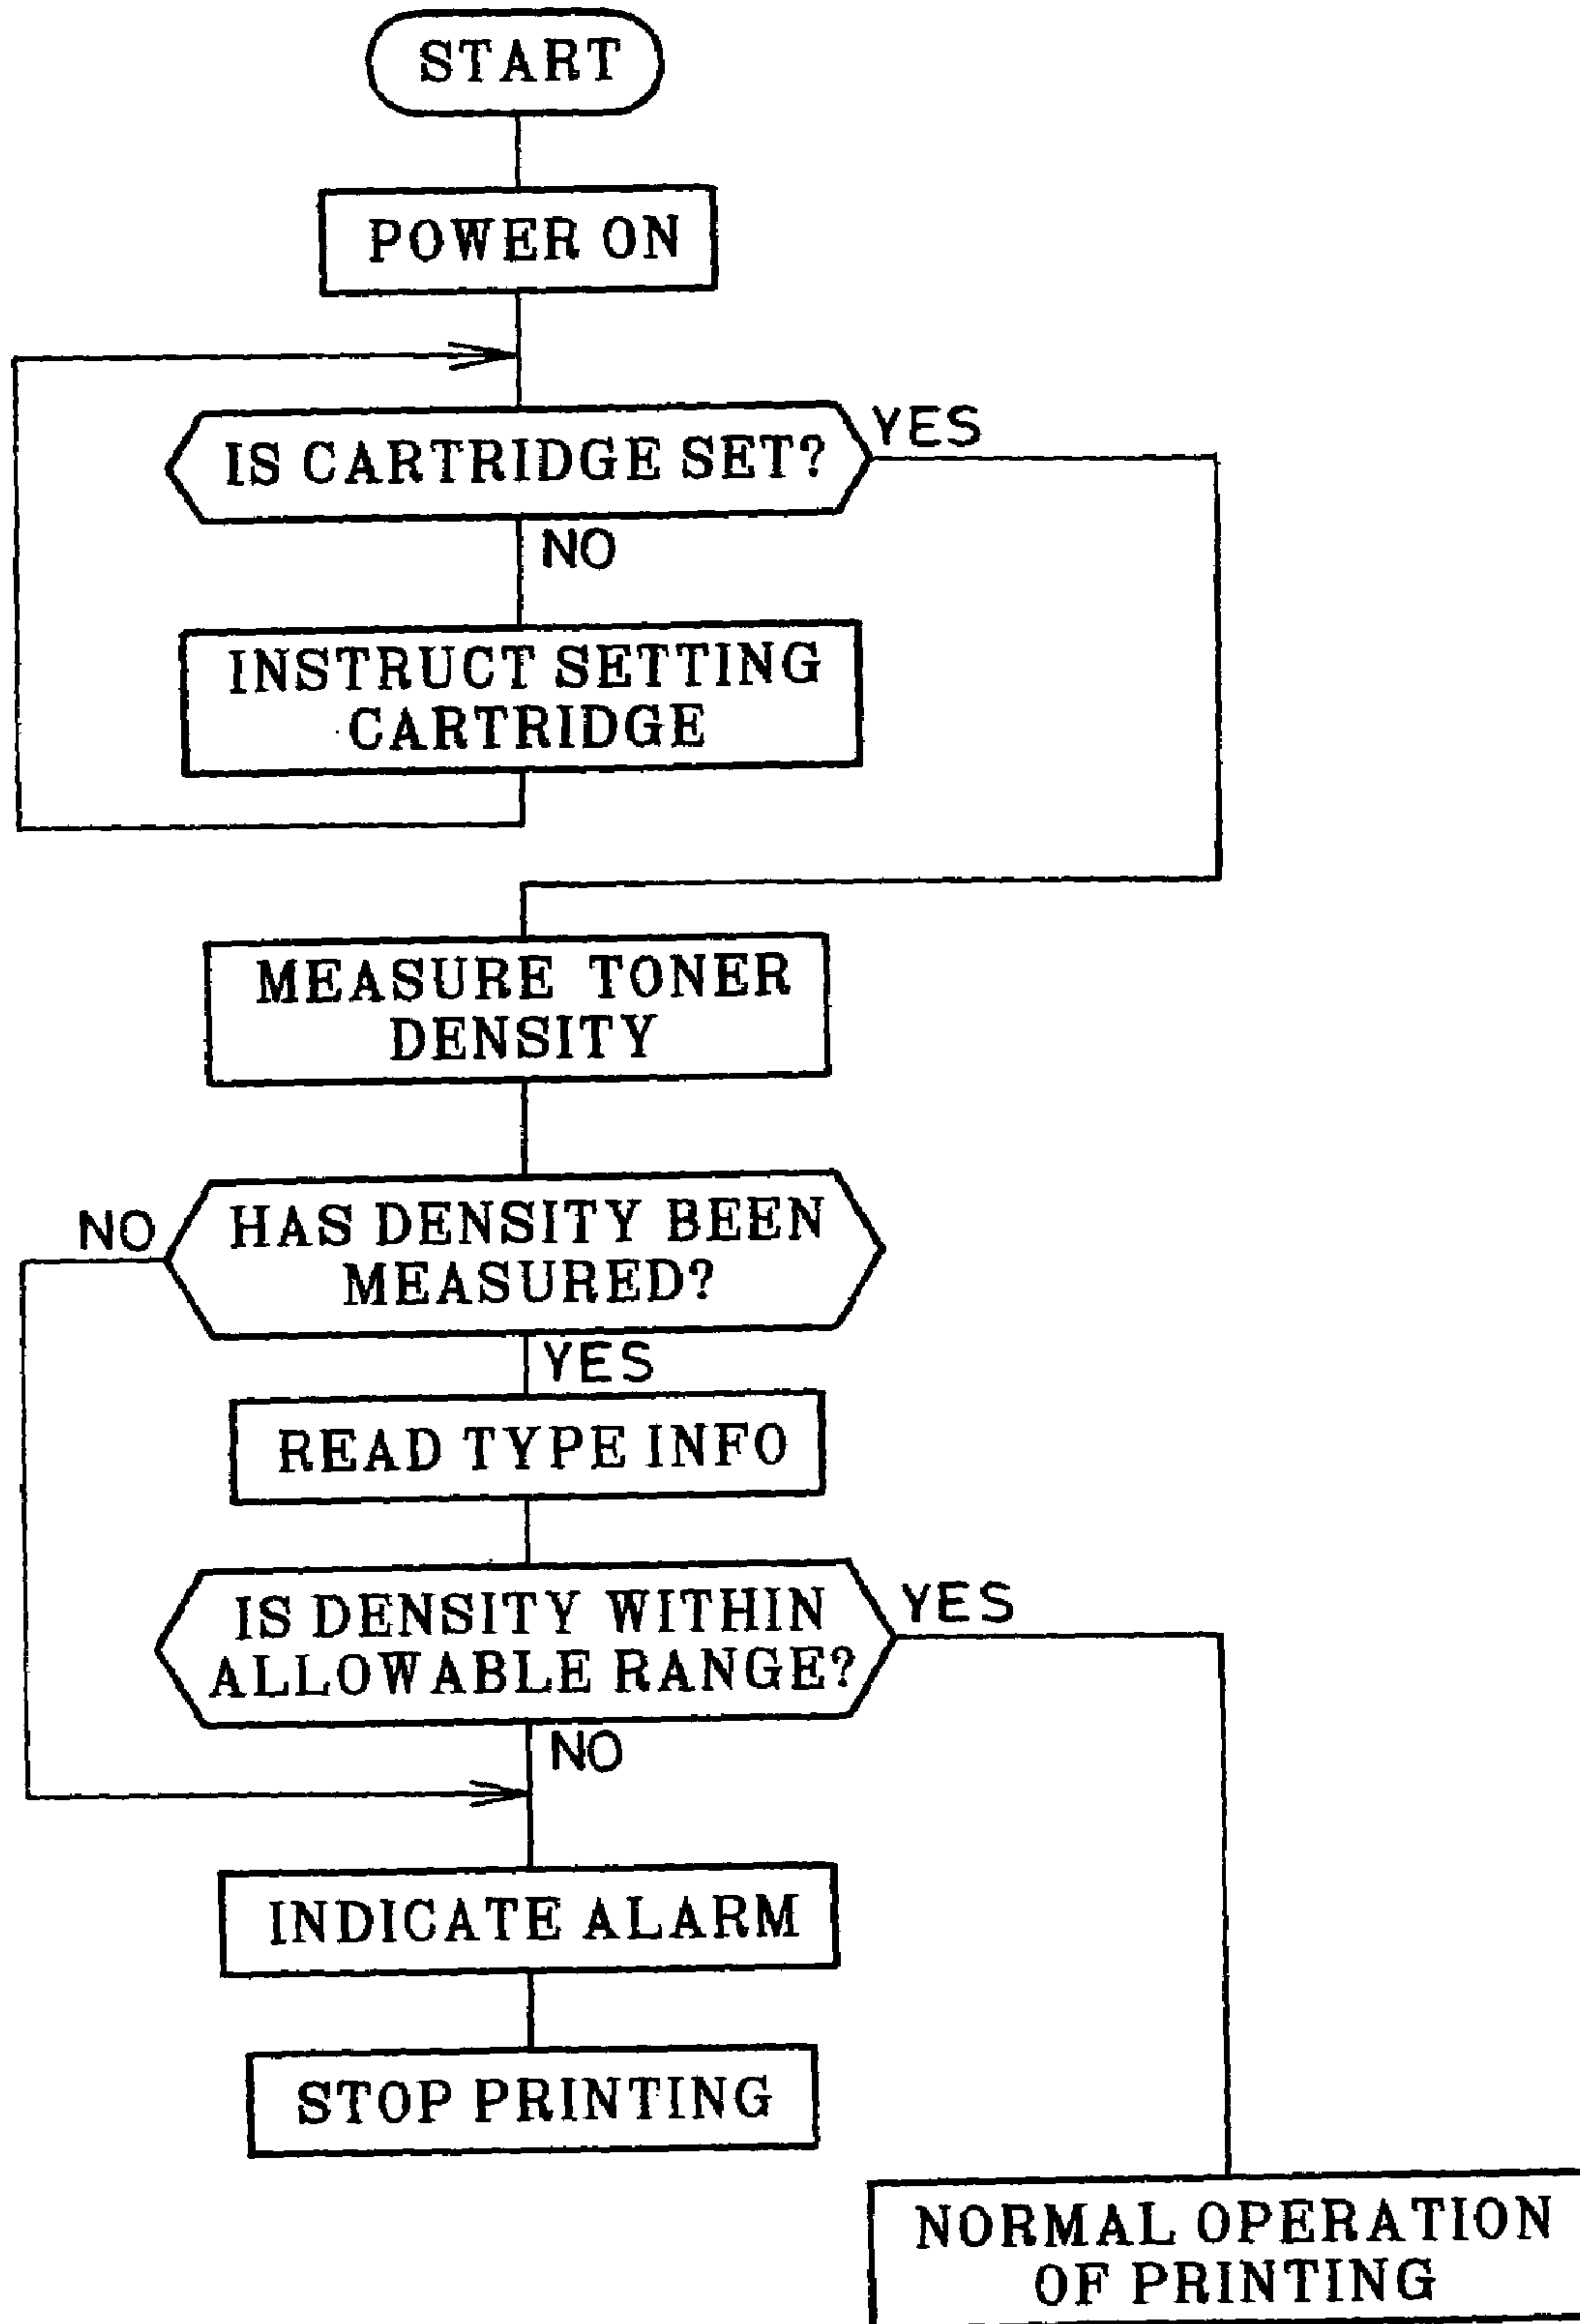 START
POWER ON
IS CARTRIDGE SET?
YES
NO
INSTRUCT SETTING
CARTRIDGE
MEASURE TONER
DENSITY
NO
HAS DENSITY BEEN
MEASURED?
YES
READ TYPE INFO
IS DENSITY WITHIN
ALLOWABLE RANGE?
YES
NO
INDICATE ALARM
STOP PRINTING
NORMAL OPERATION
OF PRINTING